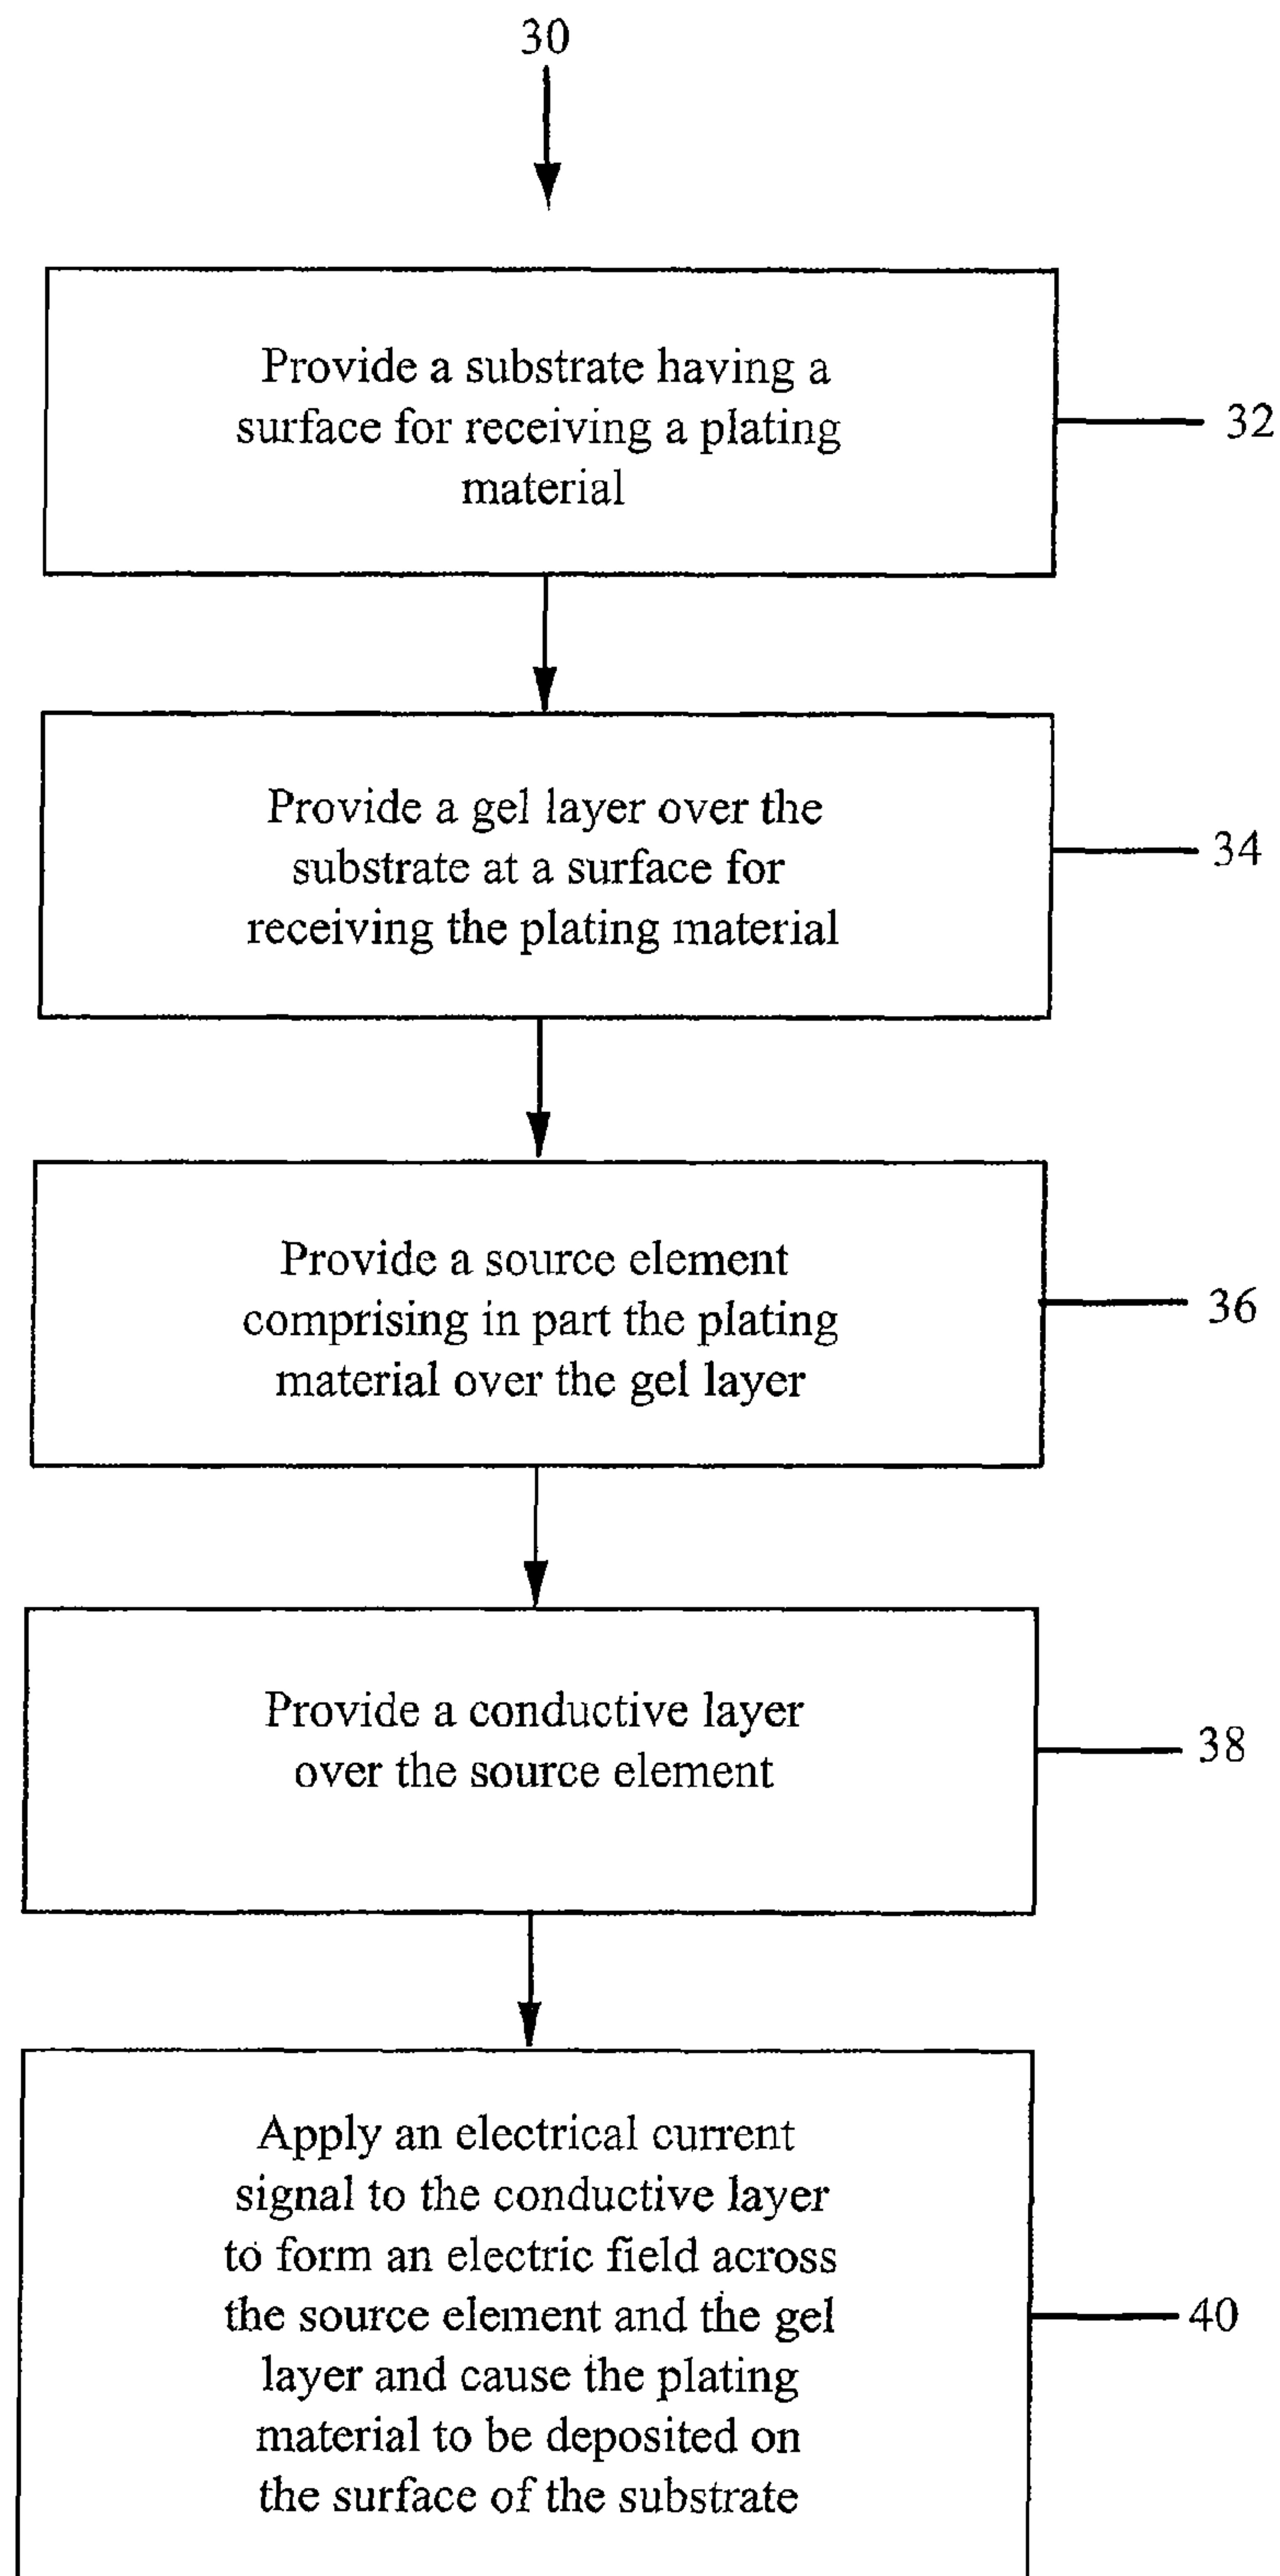 30
Provide a substrate having a
surface for receiving a plating
material
32
Provide a gel layer over the
substrate at a surface for
receiving the plating material
34
Provide a source element
comprising in part the plating
material over the gel layer
36
Provide a conductive layer
over the source element
38
Apply an electrical current
signal to the conductive layer
to form an electric field across
the source element and the gel
layer and cause the plating
material to be deposited on
the surface of the substrate
40